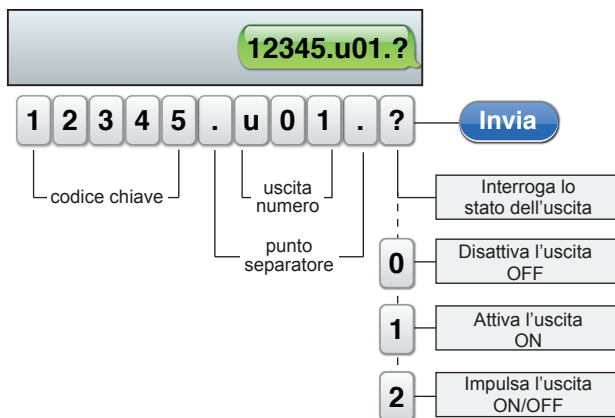 12345.u01.?
1 2 3 4 5 . u 0 1 . ?
Invia
codice chiave
uscita
numero
punto
separatore
Interroga lo
stato dell'uscita
0
Disattiva l'uscita
OFF
1
Attiva l'uscita
ON
2
Impulsa l'uscita
ON/OFF